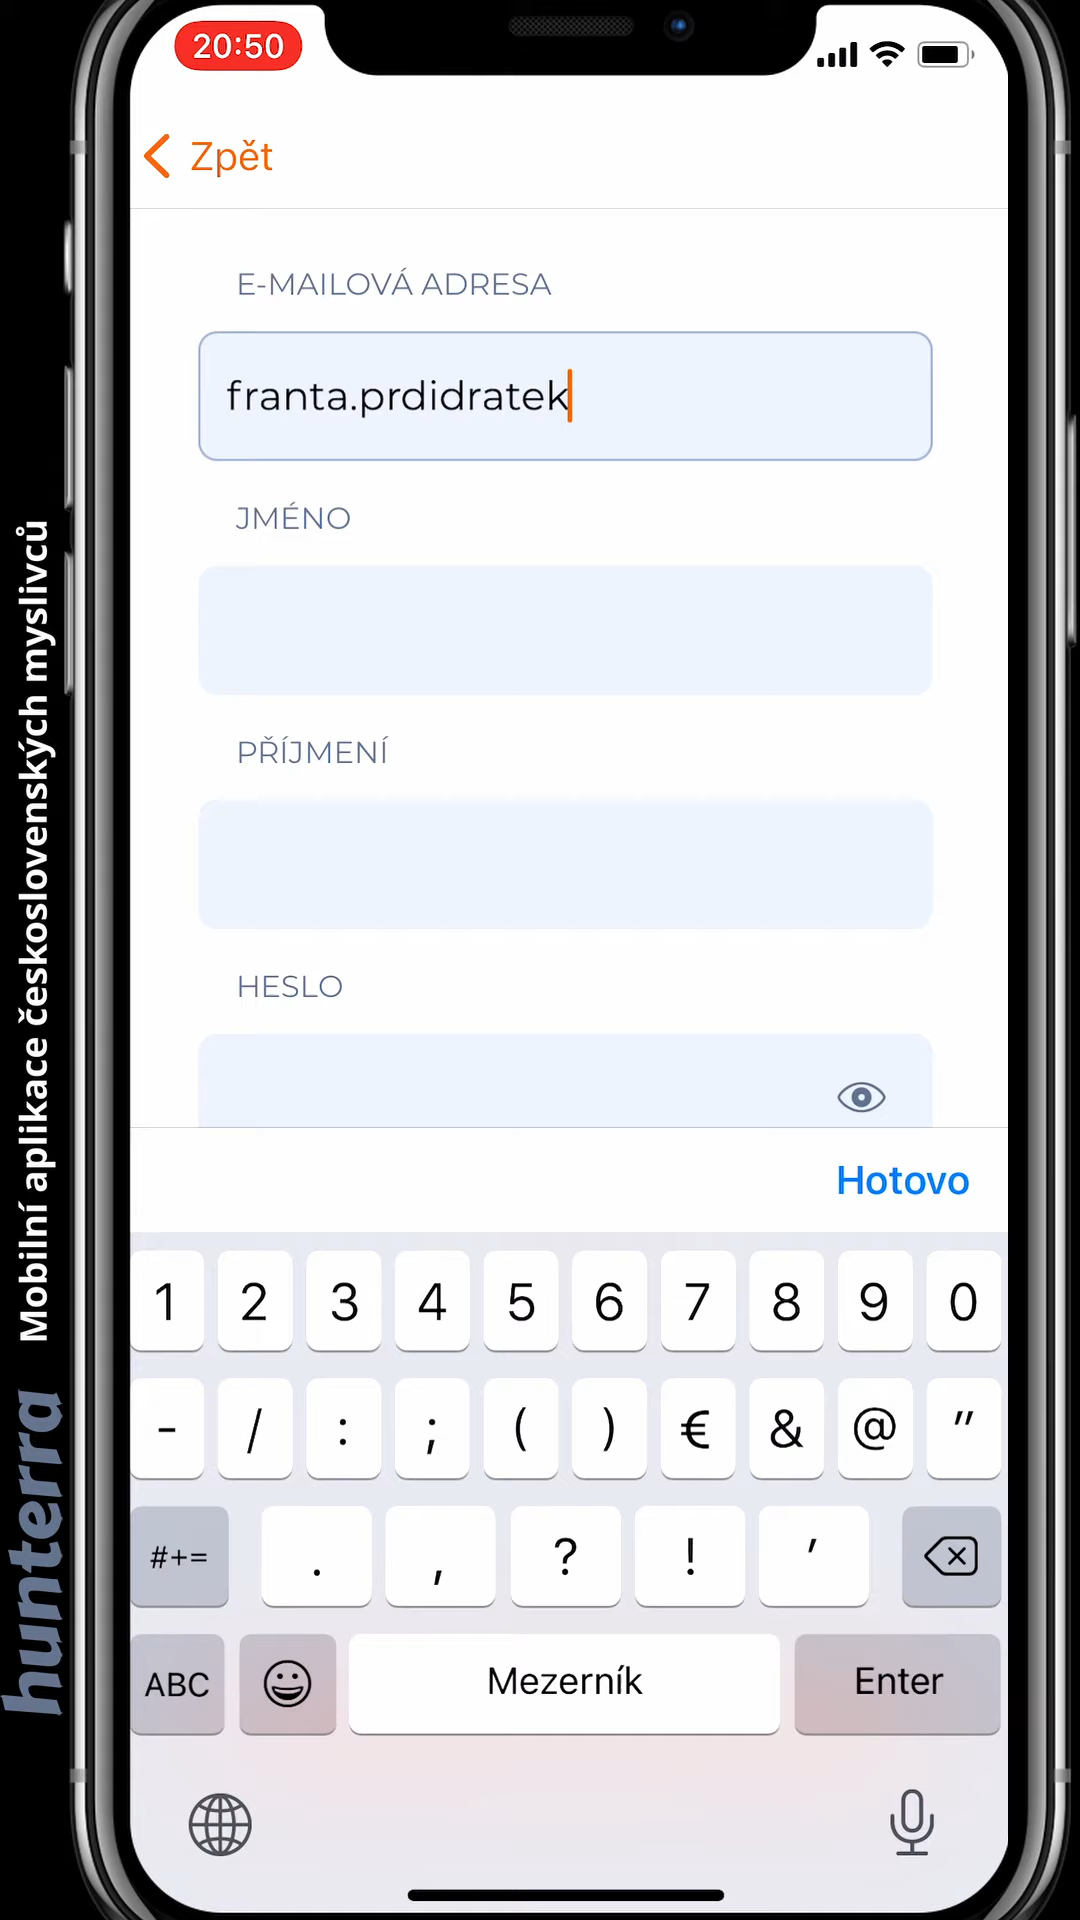 20:50
Zpět
E-MAILOVÁ ADRESA
franta.prdidratek
JMÉNO
PŘÍJMENÍ
HESLO
Hotovo
1 2 3 4 5 6 7 8 9 0
- / : ; ( ) € & @ "
#+= . , ? ! '
ABC Mezerník Enter
hunterra Mobilní aplikace československých myslivců